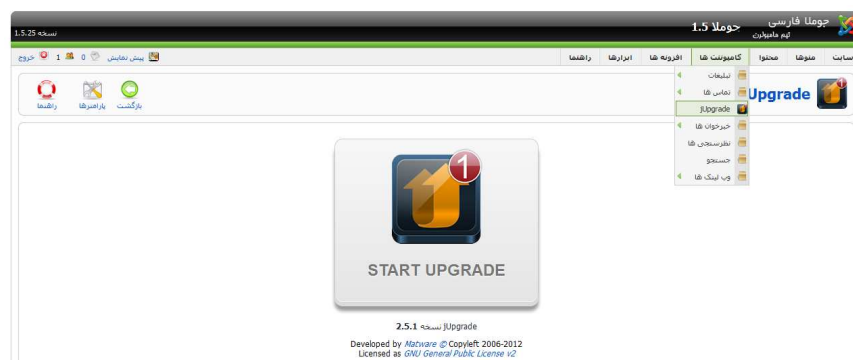 جوملا فارسی
تیم مامبولرن
جوملا 1.5
نسخه 1.5.25
سایت منوها محتوا کامپوننت ها افزونه ها ابزارها راهنما
پیش نمایش 0 1 خروج
jUpgrade
بازگشت پارامترها راهنما
تبلیغات
تماس ها
jUpgrade
خبرخوان ها
نظرسنجی ها
جستجو
وب لینک ها
1
START UPGRADE
jUpgrade نسخه 2.5.1
Developed by Matware © Copyleft 2006-2012
Licensed as GNU General Public License v2